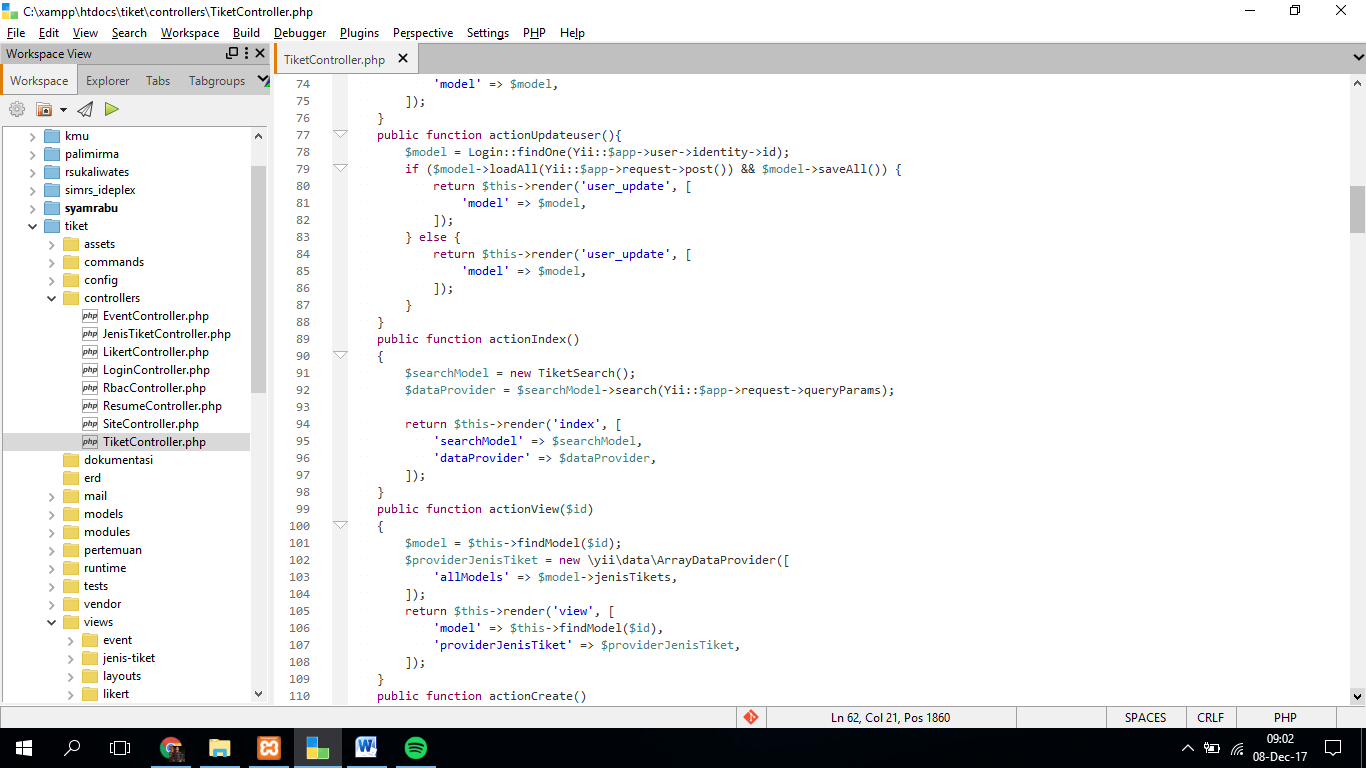 C:\xampp\htdocs\tiket\controllers\TiketController.php
File Edit View Search Workspace Build Debugger Plugins Perspective Settings PHP Help
Workspace View
Workspace Explorer Tabs Tabgroups
kmu
palimirma
rsukaliwates
simrs_ideplex
syamrabu
tiket
assets
commands
config
controllers
php EventController.php
php JenisTiketController.php
php LikertController.php
php LoginController.php
php RbacController.php
php ResumeController.php
php SiteController.php
php TiketController.php
dokumentasi
erd
mail
models
modules
pertemuan
runtime
tests
vendor
views
event
jenis-tiket
layouts
likert
TiketController.php
74 'model' => $model,
75 ]);
76 }
77 public function actionUpdateuser(){
78 $model = Login::findOne(Yii::$app->user->identity->id);
79 if ($model->loadAll(Yii::$app->request->post()) && $model->saveAll()) {
80 return $this->render('user_update', [
81 'model' => $model,
82 ]);
83 } else {
84 return $this->render('user_update', [
85 'model' => $model,
86 ]);
87 }
88 }
89 public function actionIndex()
90 {
91 $searchModel = new TiketSearch();
92 $dataProvider = $searchModel->search(Yii::$app->request->queryParams);
93
94 return $this->render('index', [
95 'searchModel' => $searchModel,
96 'dataProvider' => $dataProvider,
97 ]);
98 }
99 public function actionView($id)
100 {
101 $model = $this->findModel($id);
102 $providerJenisTiket = new \yii\data\ArrayDataProvider([
103 'allModels' => $model->jenisTikets,
104 ]);
105 return $this->render('view', [
106 'model' => $this->findModel($id),
107 'providerJenisTiket' => $providerJenisTiket,
108 ]);
109 }
110 public function actionCreate()
Ln 62, Col 21, Pos 1860 SPACES CRLF PHP
09:02
08-Dec-17